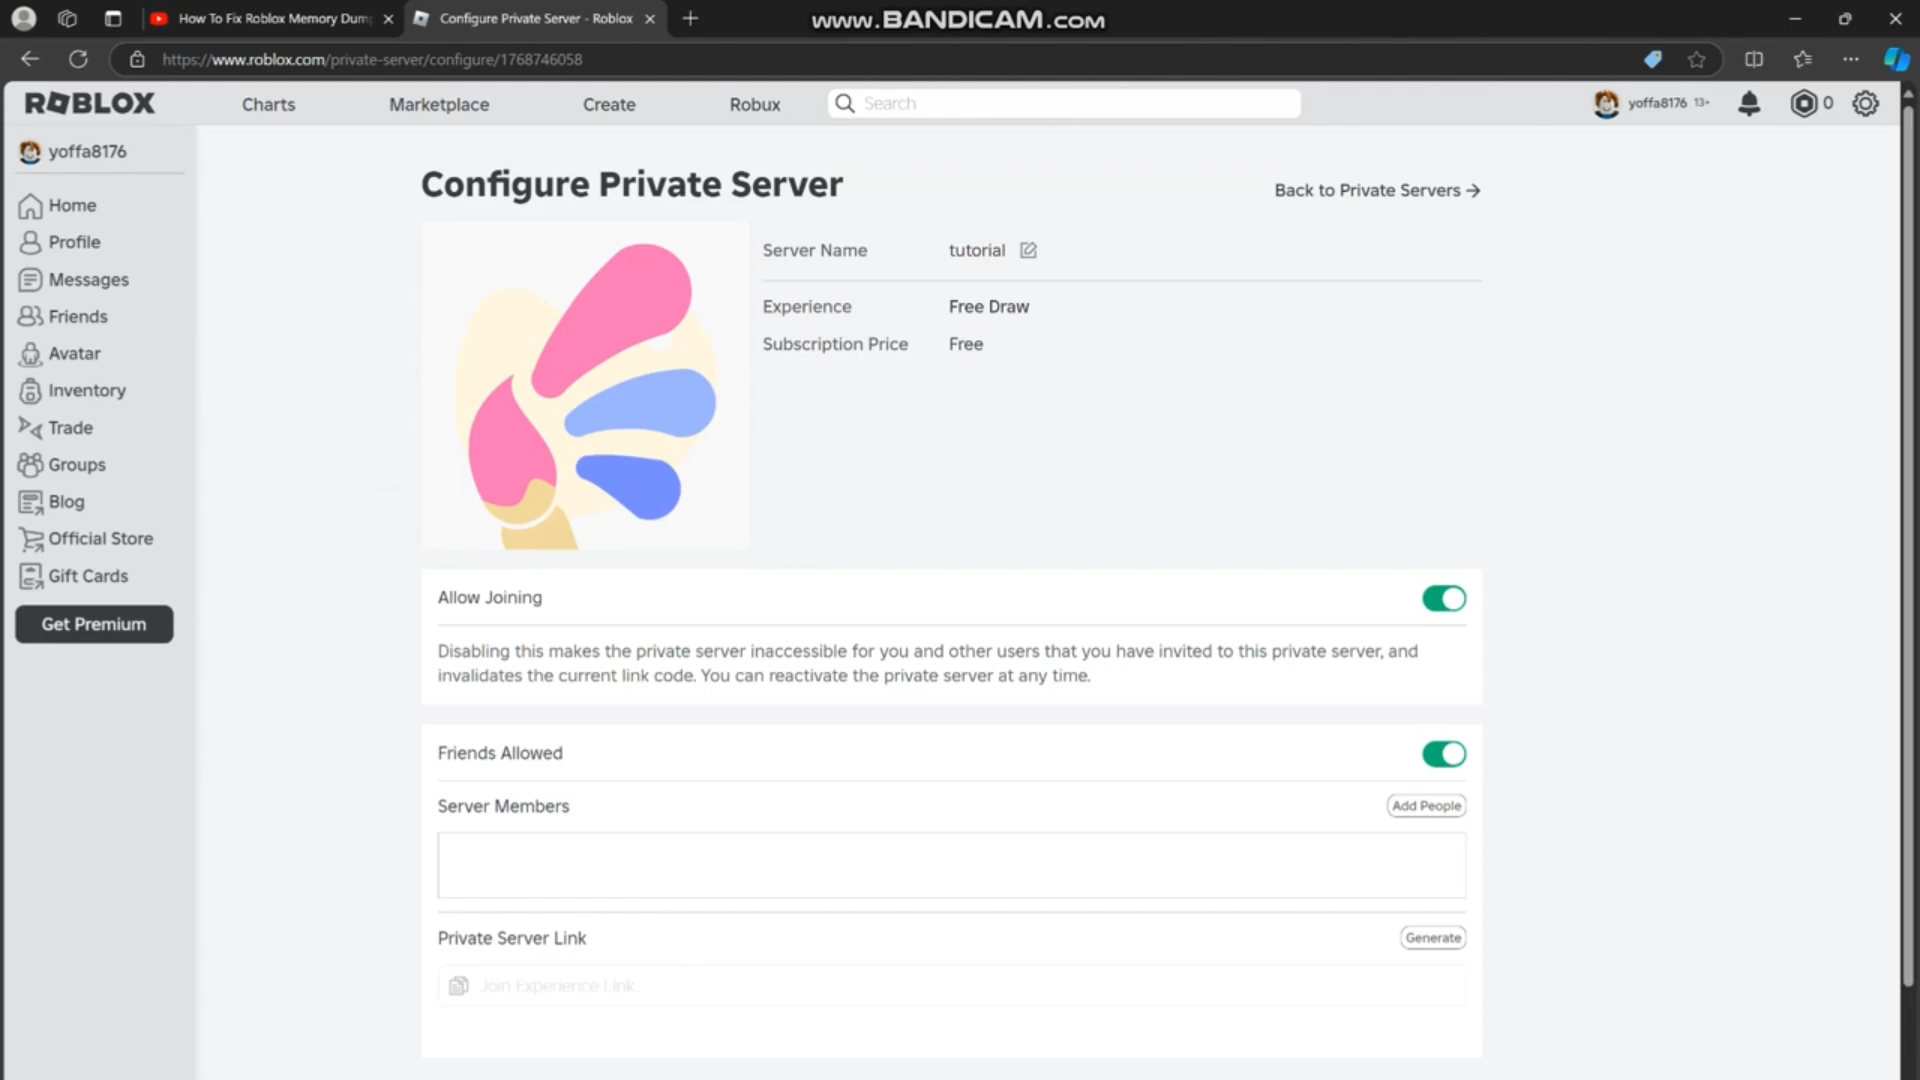 How To Fix Roblox Memory Dump
Configure Private Server - Roblox
www.BANDICAM.com
https://www.roblox.com/private-server/configure/1768746058
ROBLOX
Charts
Marketplace
Create
Robux
Search
yoffa8176 13+
0
yoffa8176
Home
Profile
Messages
Friends
Avatar
Inventory
Trade
Groups
Blog
Official Store
Gift Cards
Get Premium
Configure Private Server
Back to Private Servers →
Server Name tutorial
Experience Free Draw
Subscription Price Free
Allow Joining
Disabling this makes the private server inaccessible for you and other users that you have invited to this private server, and
invalidates the current link code. You can reactivate the private server at any time.
Friends Allowed
Server Members
Add People
Private Server Link
Generate
Join Experience Link.